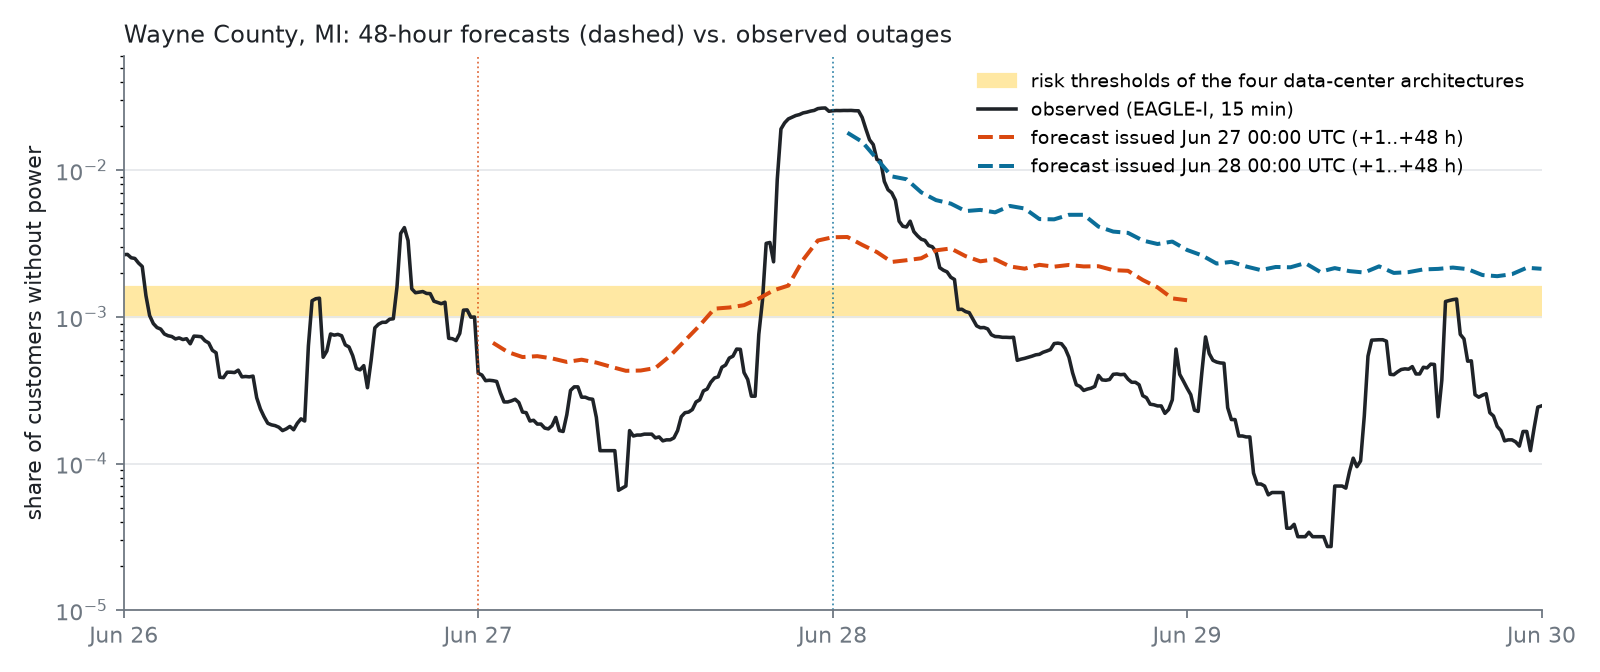 Wayne County, MI: 48-hour forecasts (dashed) vs. observed outages
risk thresholds of the four data-center architectures
observed (EAGLE-I, 15 min)
forecast issued Jun 27 00:00 UTC (+1..+48 h)
forecast issued Jun 28 00:00 UTC (+1..+48 h)
share of customers without power
10⁻²
10⁻³
10⁻⁴
10⁻⁵
Jun 26 Jun 27 Jun 28 Jun 29 Jun 30